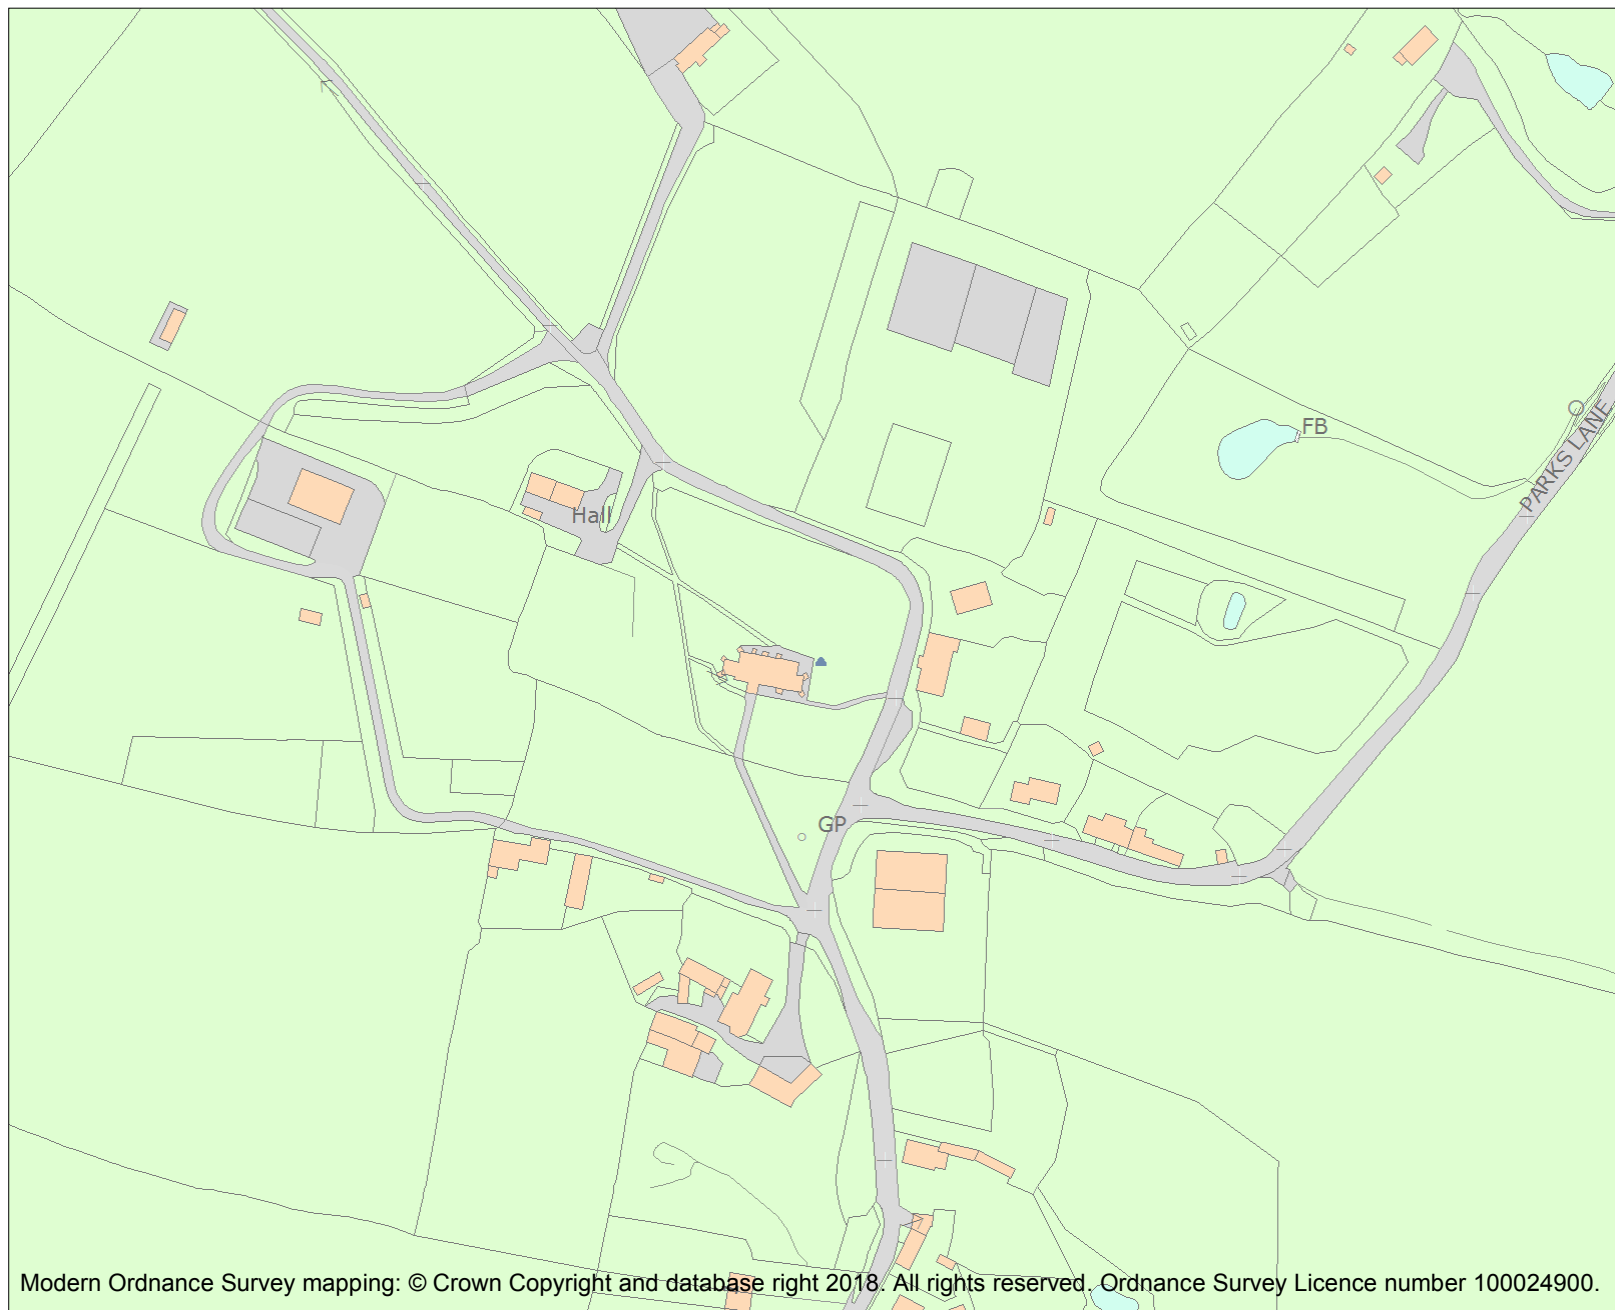 PARKS LANE
FB
Hall
GP
Modern Ordnance Survey mapping: © Crown Copyright and database right 2018. All rights reserved. Ordnance Survey Licence number 100024900.